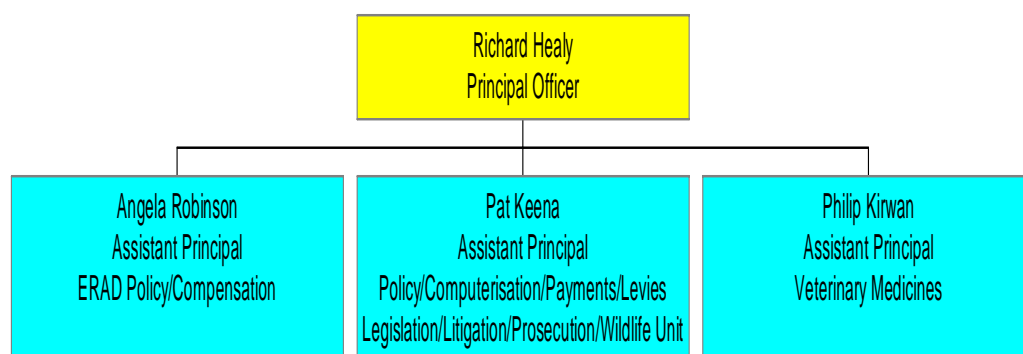 Richard Healy
Principal Officer
Angela Robinson
Assistant Principal
ERAD Policy/Compensation
Pat Keena
Assistant Principal
Policy/Computerisation/Payments/Levies
Legislation/Litigation/Prosecution/Wildlife Unit
Philip Kirwan
Assistant Principal
Veterinary Medicines